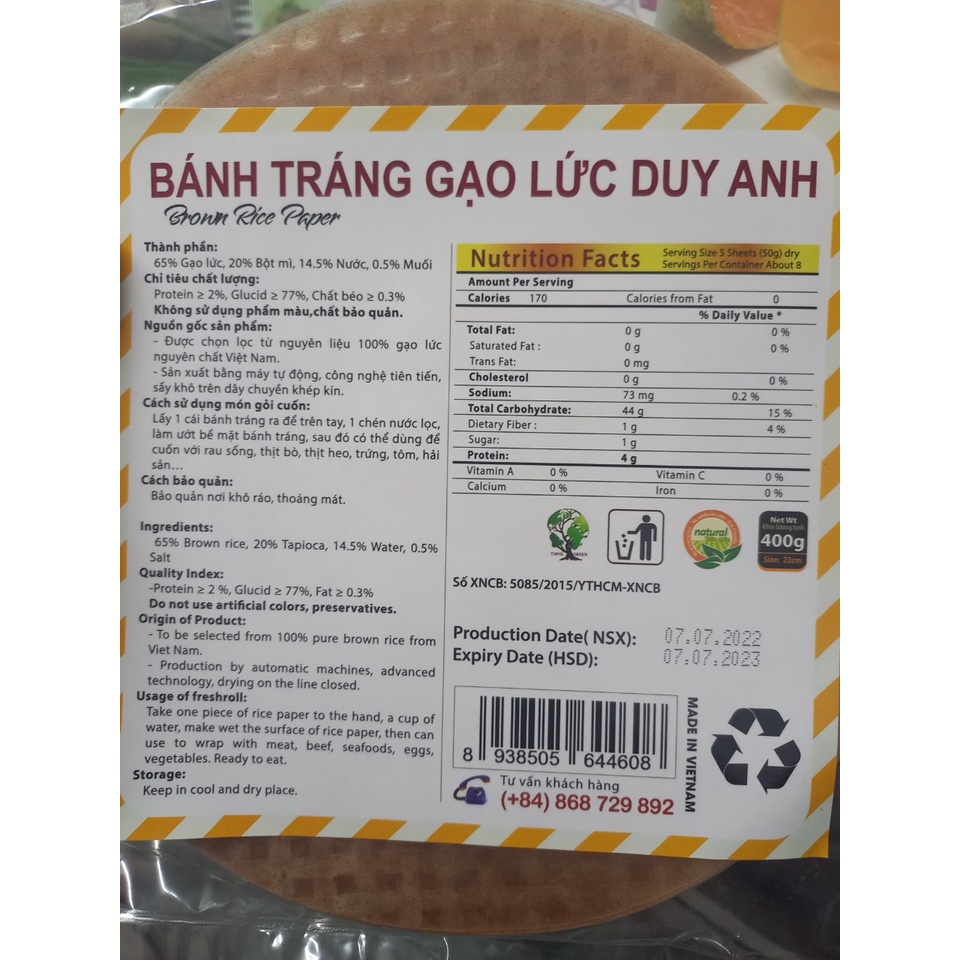 BÁNH TRÁNG GẠO LỨC DUY ANH
Brown Rice Paper
Thành phần:
65% Gạo lức, 20% Bột mì, 14.5% Nước, 0.5% Muối
Chỉ tiêu chất lượng:
Protein ≥ 2%, Glucid ≥ 77%, Chất béo ≥ 0.3%
Không sử dụng phẩm màu,chất bảo quản.
Nguồn gốc sản phẩm:
- Được chọn lọc từ nguyên liệu 100% gạo lức
nguyên chất Việt Nam.
- Sản xuất bằng máy tự động, công nghệ tiên tiến,
sấy khô trên dây chuyền khép kín.
Cách sử dụng món gỏi cuốn:
Lấy 1 cái bánh tráng ra để trên tay, 1 chén nước lọc,
làm ướt bề mặt bánh tráng, sau đó có thể dùng để
cuốn với rau sống, thịt bò, thịt heo, trứng, tôm, hải
sản...
Cách bảo quản:
Bảo quản nơi khô ráo, thoáng mát.
Ingredients:
65% Brown rice, 20% Tapioca, 14.5% Water, 0.5%
Salt
Quality Index:
-Protein ≥ 2 %, Glucid ≥ 77%, Fat ≥ 0.3%
Do not use artificial colors, preservatives.
Origin of Product:
- To be selected from 100% pure brown rice from
Viet Nam.
- Production by automatic machines, advanced
technology, drying on the line closed.
Usage of freshroll:
Take one piece of rice paper to the hand, a cup of
water, make wet the surface of rice paper, then can
use to wrap with meat, beef, seafoods, eggs,
vegetables. Ready to eat.
Storage:
Keep in cool and dry place.
Nutrition Facts
Serving Size 5 Sheets (50g) dry
Servings Per Container About 8
Amount Per Serving
Calories 170 Calories from Fat 0
% Daily Value *
Total Fat: 0 g 0 %
Saturated Fat : 0 g 0 %
Trans Fat: 0 mg
Cholesterol 0 g 0 %
Sodium: 73 mg 0.2 %
Total Carbohydrate: 44 g 15 %
Dietary Fiber : 1 g 4 %
Sugar: 1 g
Protein: 4 g
Vitamin A 0 % Vitamin C 0 %
Calcium 0 % Iron 0 %
THINK GREEN
natural
Net Wt
Khối lượng tịnh
400g
Size: 22cm
Số XNCB: 5085/2015/YTHCM-XNCB
Production Date( NSX): 07.07.2022
Expiry Date (HSD): 07.07.2023
8 938505 644608
MADE IN VIETNAM
Tư vấn khách hàng
(+84) 868 729 892